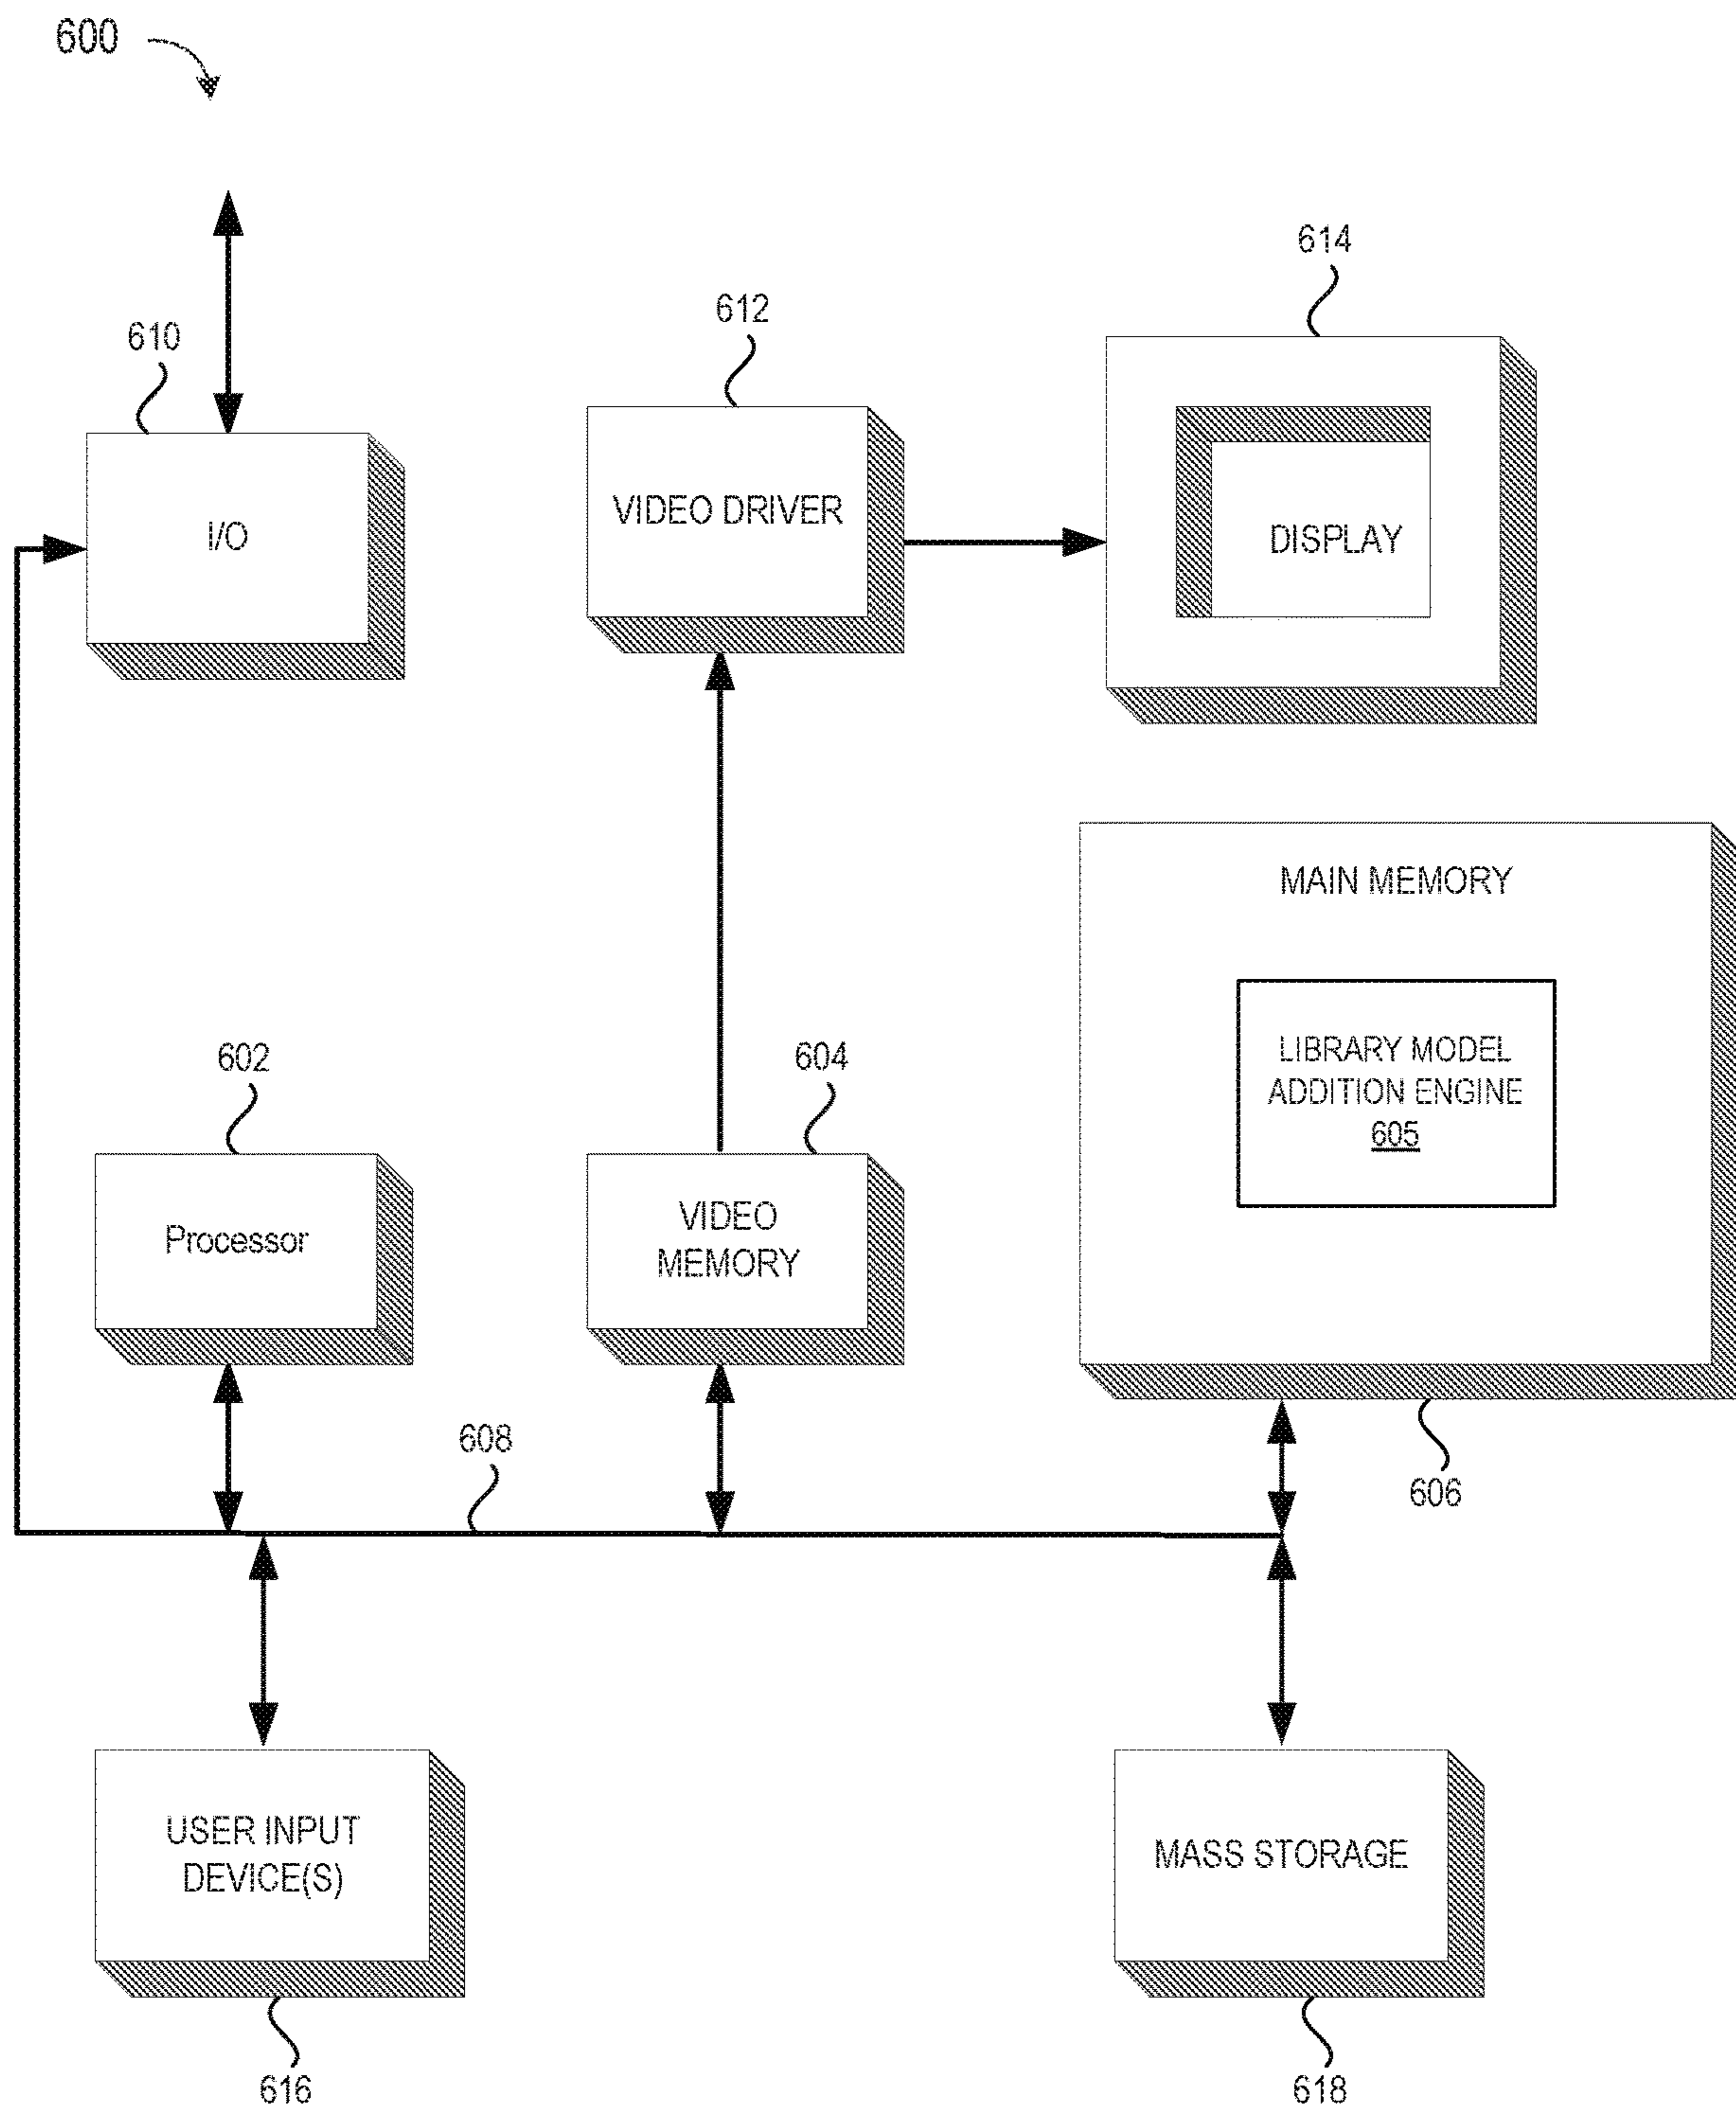 600
614
612
610
VIDEO DRIVER
I/O
DISPLAY
MAIN MEMORY
LIBRARY MODEL
ADDITION ENGINE
605
602
604
Processor
VIDEO
MEMORY
608
606
USER INPUT
DEVICE(S)
MASS STORAGE
616
618